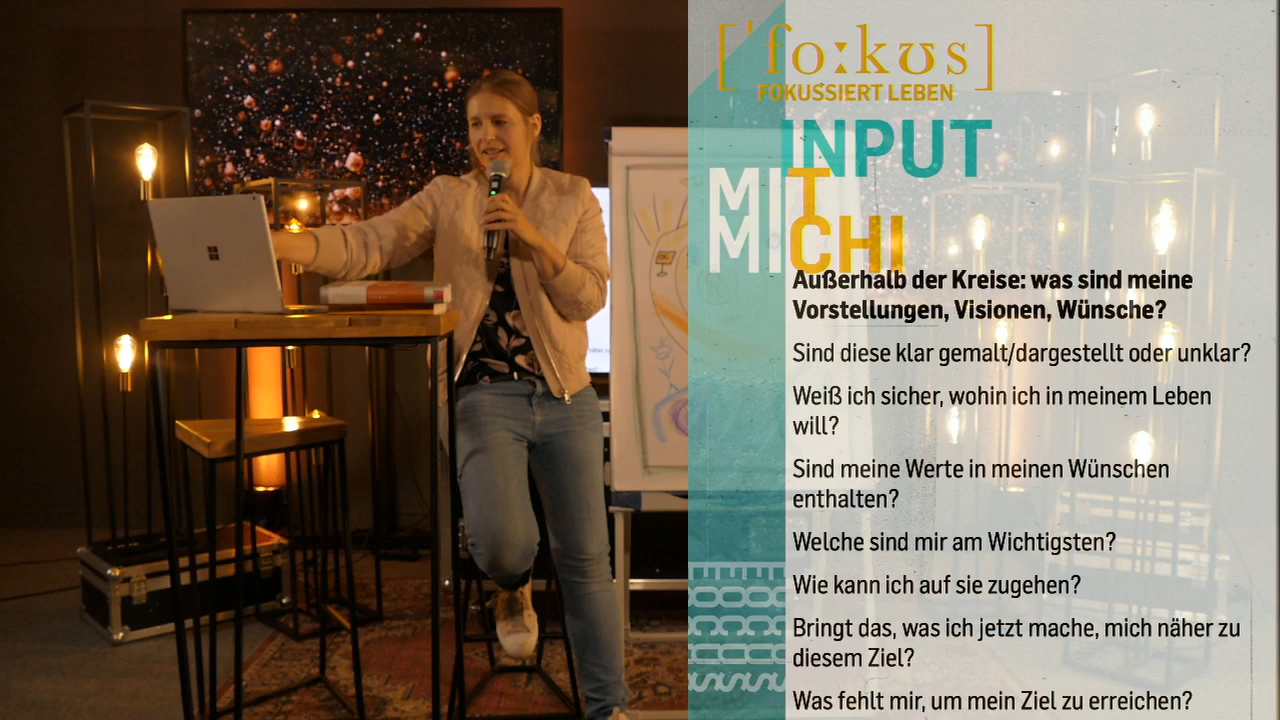 ['fo:kʊs]
FOKUSSIERT LEBEN
INPUT
MIT
MICHI
Außerhalb der Kreise: was sind meine
Vorstellungen, Visionen, Wünsche?
Sind diese klar gemalt/dargestellt oder unklar?
Weiß ich sicher, wohin ich in meinem Leben
will?
Sind meine Werte in meinen Wünschen
enthalten?
Welche sind mir am Wichtigsten?
Wie kann ich auf sie zugehen?
Bringt das, was ich jetzt mache, mich näher zu
diesem Ziel?
Was fehlt mir, um mein Ziel zu erreichen?